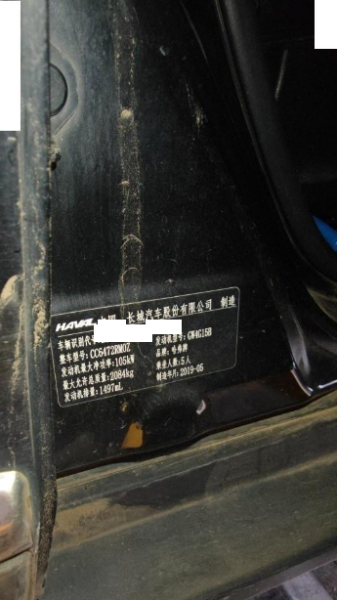 HAVAL 中国 长城汽车股份有限公司 制造
车辆识别代号
整车型号: CC6472RM0Z 发动机型号: GW4G15B
发动机最大净功率: 105kW 品牌: 哈弗牌
最大允许总质量: 2084kg 乘坐人数: 5人
发动机排量: 1497mL 制造年月: 2019-05